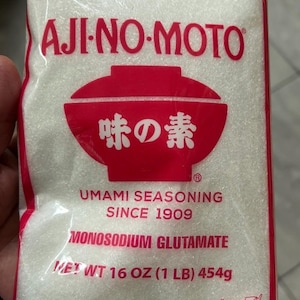 AJI-NO-MOTO®
味の素
®
UMAMI SEASONING
SINCE 1909
MONOSODIUM GLUTAMATE
NET WT 16 OZ (1 LB) 454g